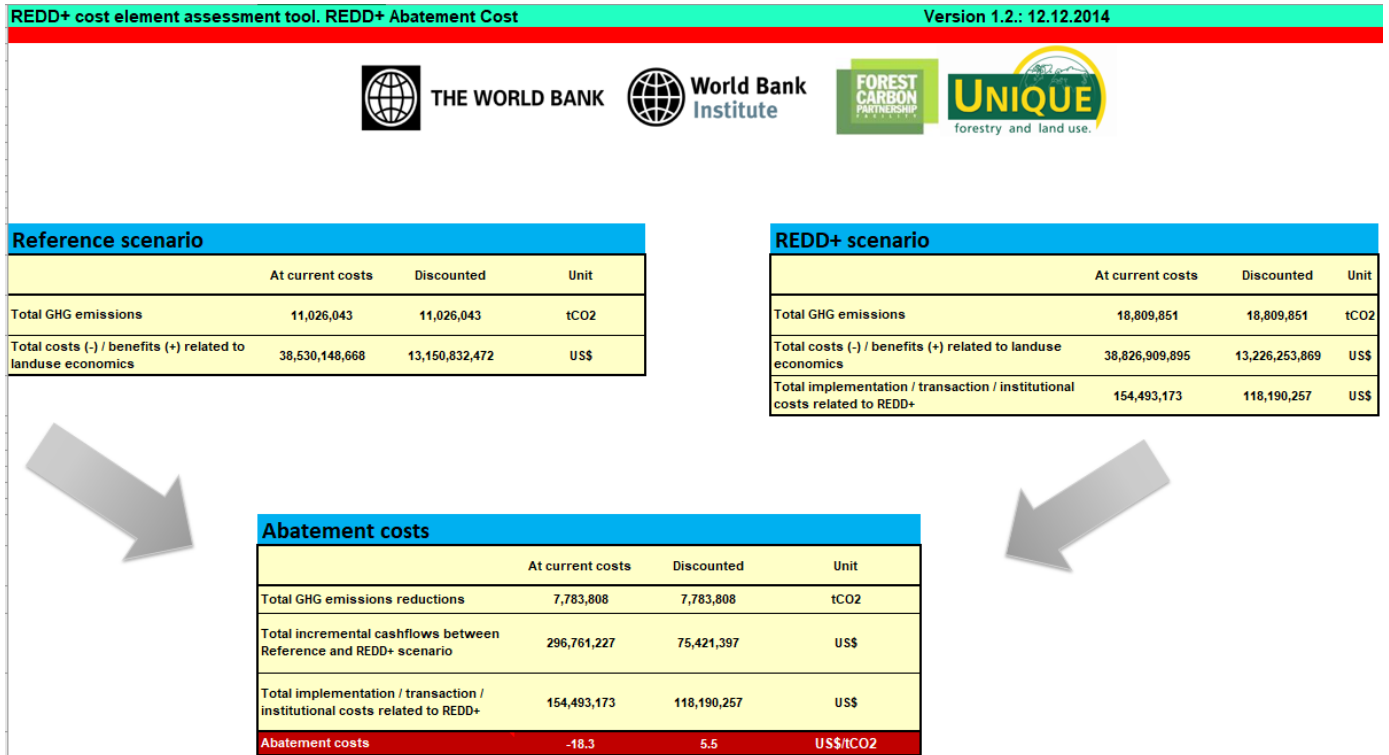 REDD+ cost element assessment tool. REDD+ Abatement Cost Version 1.2.: 12.12.2014
THE WORLD BANK
World Bank
Institute
FOREST
CARBON
PARTNERSHIP
FACILITY
UNIQUE
forestry and land use.
Reference scenario
At current costs Discounted Unit
Total GHG emissions 11,026,043 11,026,043 tCO2
Total costs (-) / benefits (+) related to
landuse economics 38,530,148,668 13,150,832,472 US$
REDD+ scenario
At current costs Discounted Unit
Total GHG emissions 18,809,851 18,809,851 tCO2
Total costs (-) / benefits (+) related to landuse
economics 38,826,909,895 13,226,253,869 US$
Total implementation / transaction / institutional
costs related to REDD+ 154,493,173 118,190,257 US$
Abatement costs
At current costs Discounted Unit
Total GHG emissions reductions 7,783,808 7,783,808 tCO2
Total incremental cashflows between
Reference and REDD+ scenario 296,761,227 75,421,397 US$
Total implementation / transaction /
institutional costs related to REDD+ 154,493,173 118,190,257 US$
Abatement costs -18.3 5.5 US$/tCO2